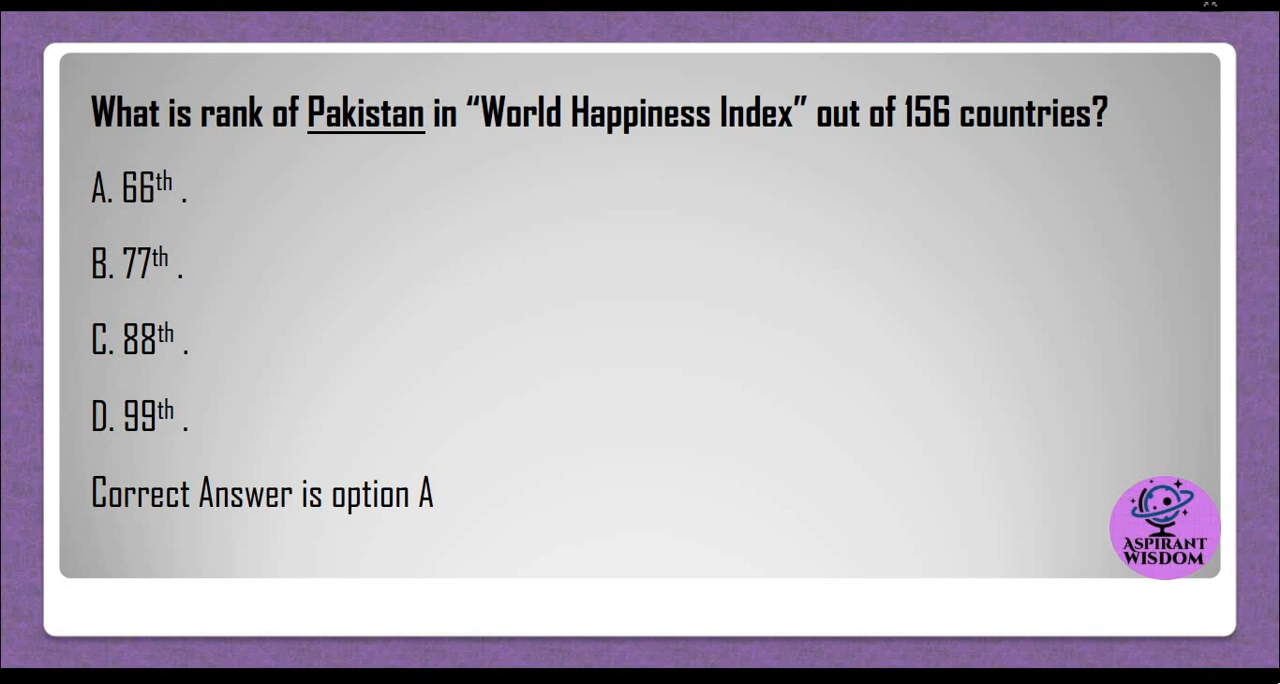 What is rank of Pakistan in “World Happiness Index” out of 156 countries?
A. 66th .
B. 77th .
C. 88th .
D. 99th .
Correct Answer is option A
ASPIRANT
WISDOM